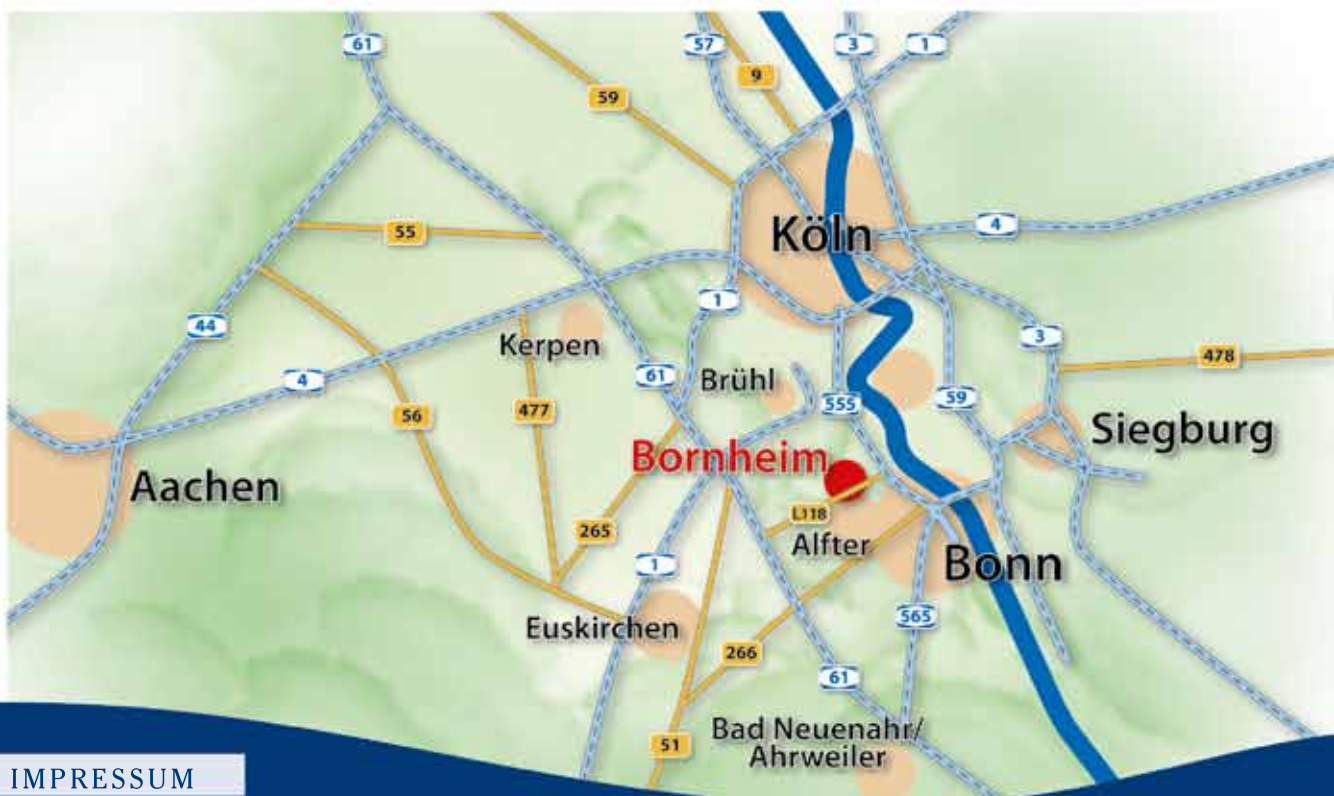 61
57
3
1
9
59
Köln
4
55
1
44
3
Kerpen
478
61
Brühl
4
555
59
56
477
Siegburg
Bornheim
Aachen
L118
265
Alfter
1
Bonn
565
Euskirchen
266
61
Bad Neuenahr/
Ahrweiler
51
IMPRESSUM